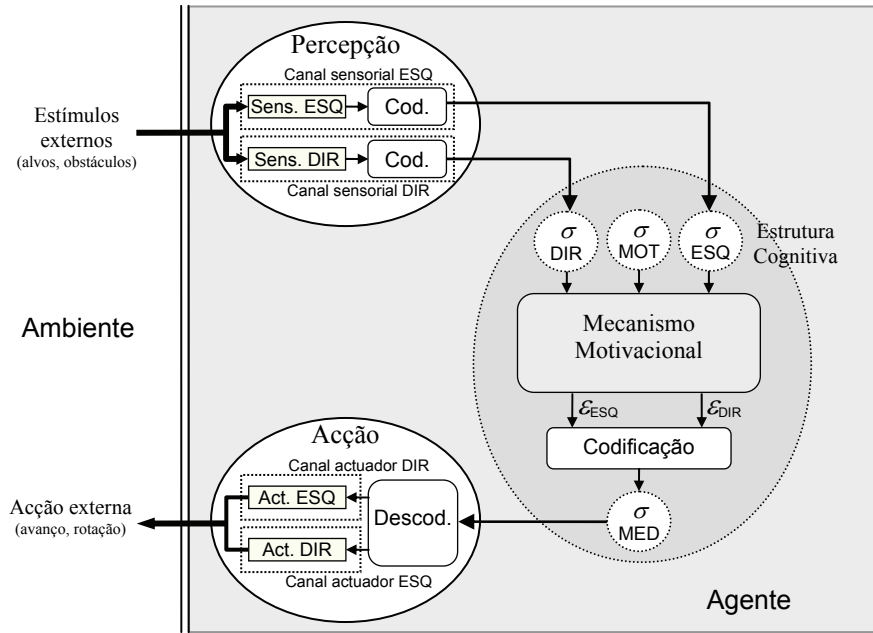 Percepção
Canal sensorial ESQ
Sens. ESQ
Cod.
Sens. DIR
Cod.
Canal sensorial DIR
Estímulos
externos
(alvos, obstáculos)
σ
DIR
σ
MOT
σ
ESQ
Estrutura
Cognitiva
Mecanismo
Motivacional
εESQ
εDIR
Codificação
σ
MED
Ambiente
Acção
Canal actuador DIR
Act. ESQ
Descod.
Act. DIR
Canal actuador ESQ
Acção externa
(avanço, rotação)
Agente